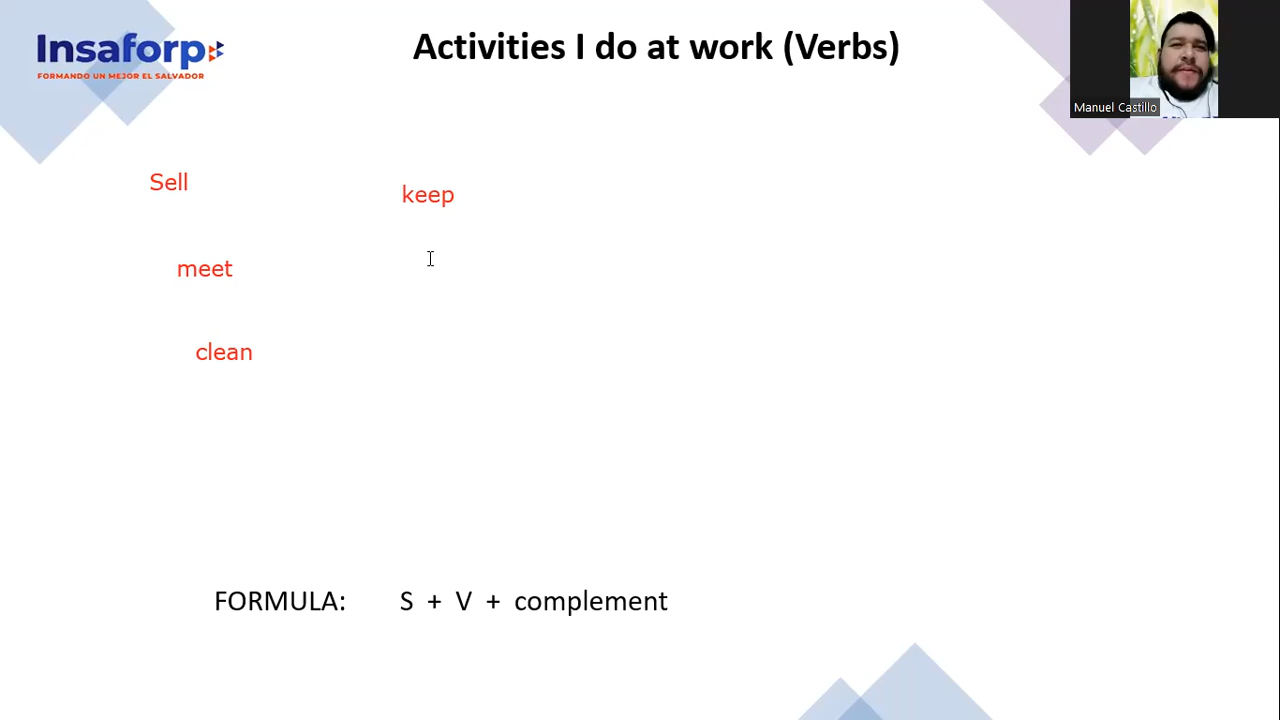 Insaforp
FORMANDO UN MEJOR EL SALVADOR
Activities I do at work (Verbs)
Manuel Castillo
Sell
keep
meet
clean
FORMULA: S + V + complement